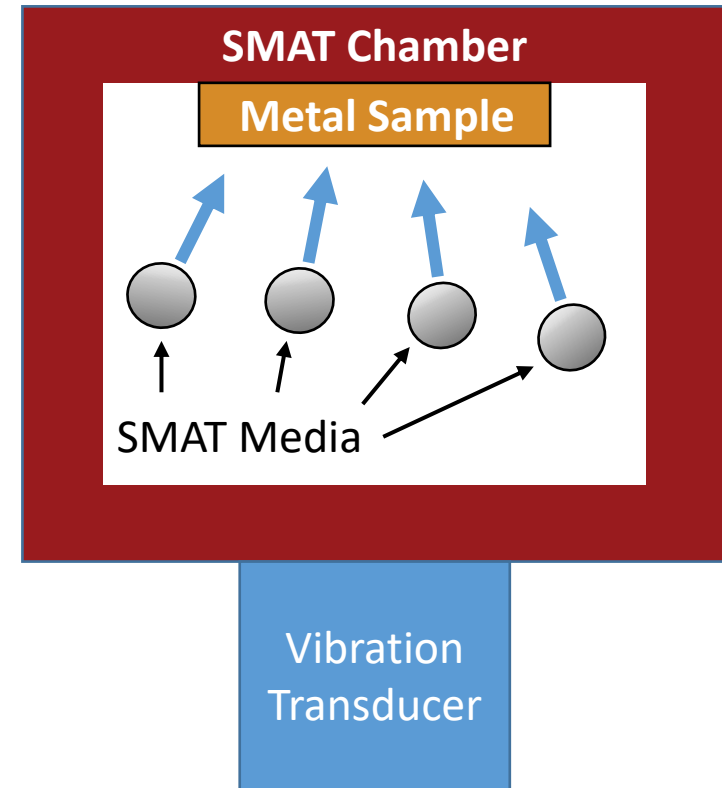 SMAT Chamber
Metal Sample
SMAT Media
Vibration
Transducer